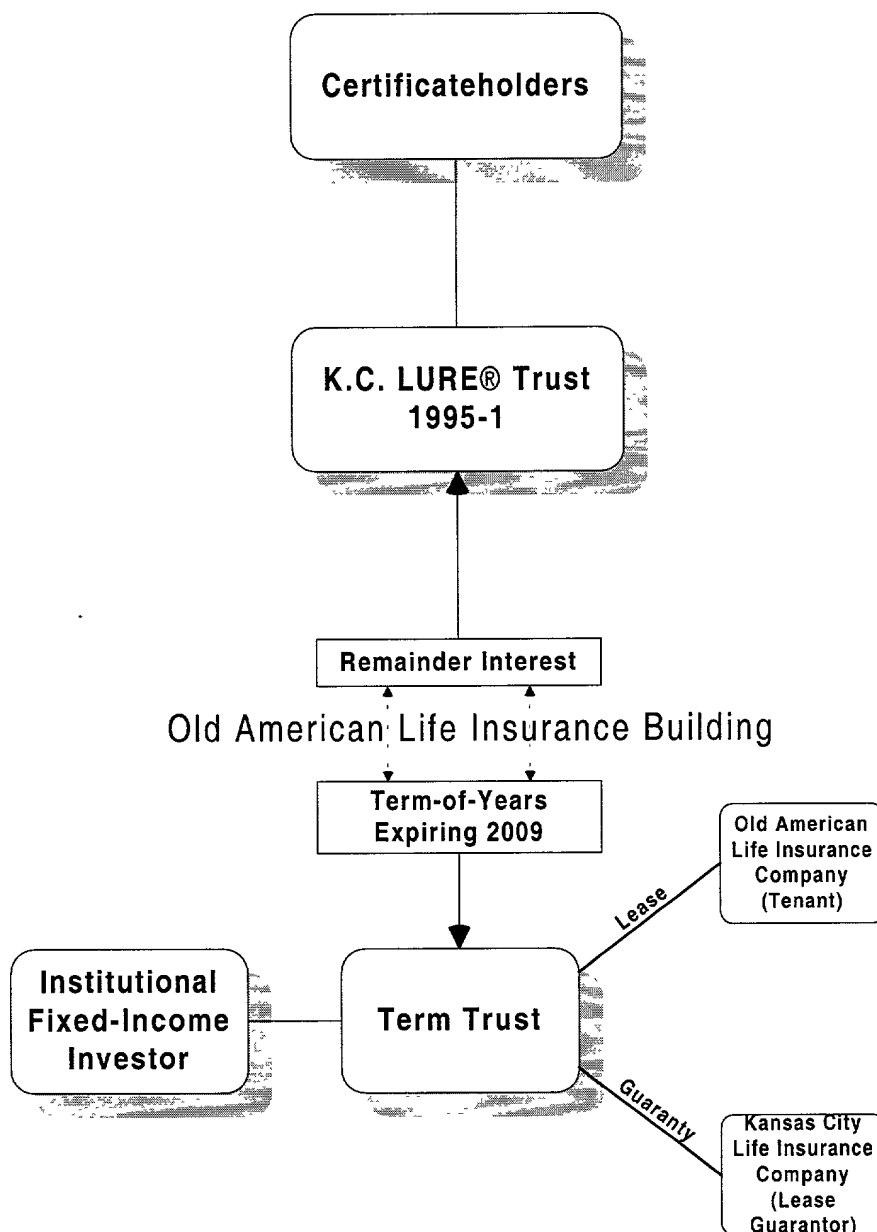 Certificateholders
K.C. LURE® Trust
1995-1
Remainder Interest
Old American Life Insurance Building
Term-of-Years
Expiring 2009
Old American
Life Insurance
Company
(Tenant)
Lease
Institutional
Fixed-Income
Investor
Term Trust
Guaranty
Kansas City
Life Insurance
Company
(Lease
Guarantor)